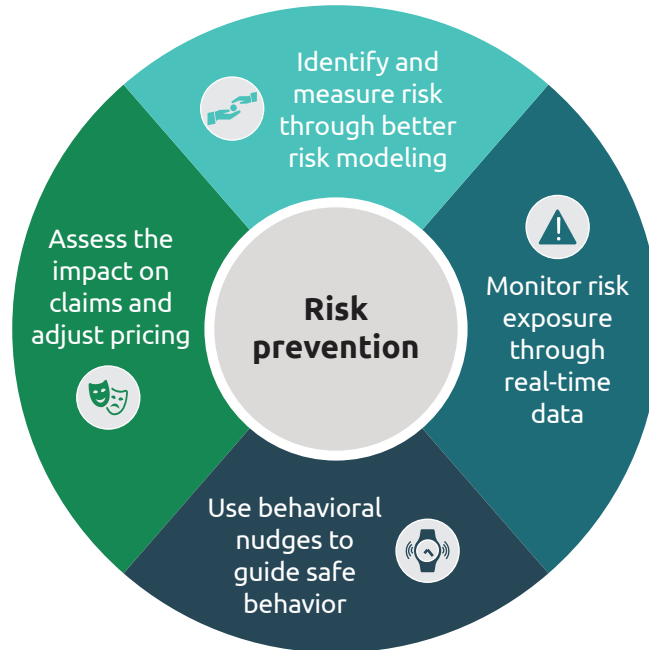 Identify and
measure risk
through better
risk modeling
Monitor risk
exposure
through
real-time
data
Use behavioral
nudges to
guide safe
behavior
Assess the
impact on
claims and
adjust pricing
Risk
prevention